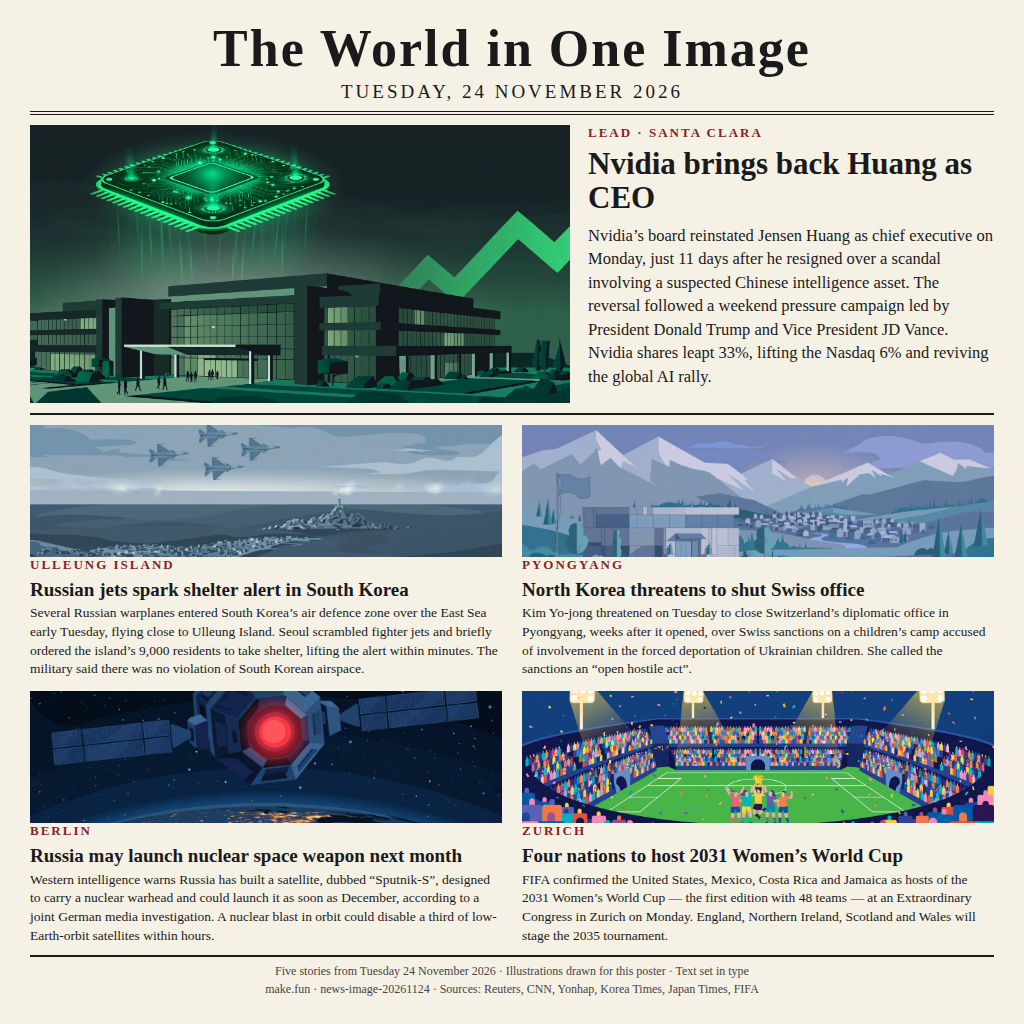 The World in One Image
TUESDAY, 24 NOVEMBER 2026
LEAD · SANTA CLARA
Nvidia brings back Huang as
CEO
Nvidia’s board reinstated Jensen Huang as chief executive on
Monday, just 11 days after he resigned over a scandal
involving a suspected Chinese intelligence asset. The
reversal followed a weekend pressure campaign led by
President Donald Trump and Vice President JD Vance.
Nvidia shares leapt 33%, lifting the Nasdaq 6% and reviving
the global AI rally.
ULLEUNG ISLAND
Russian jets spark shelter alert in South Korea
Several Russian warplanes entered South Korea’s air defence zone over the East Sea
early Tuesday, flying close to Ulleung Island. Seoul scrambled fighter jets and briefly
ordered the island’s 9,000 residents to take shelter, lifting the alert within minutes. The
military said there was no violation of South Korean airspace.
PYONGYANG
North Korea threatens to shut Swiss office
Kim Yo-jong threatened on Tuesday to close Switzerland’s diplomatic office in
Pyongyang, weeks after it opened, over Swiss sanctions on a children’s camp accused
of involvement in the forced deportation of Ukrainian children. She called the
sanctions an “open hostile act”.
BERLIN
Russia may launch nuclear space weapon next month
Western intelligence warns Russia has built a satellite, dubbed “Sputnik-S”, designed
to carry a nuclear warhead and could launch it as soon as December, according to a
joint German media investigation. A nuclear blast in orbit could disable a third of low-
Earth-orbit satellites within hours.
ZURICH
Four nations to host 2031 Women’s World Cup
FIFA confirmed the United States, Mexico, Costa Rica and Jamaica as hosts of the
2031 Women’s World Cup — the first edition with 48 teams — at an Extraordinary
Congress in Zurich on Monday. England, Northern Ireland, Scotland and Wales will
stage the 2035 tournament.
Five stories from Tuesday 24 November 2026 · Illustrations drawn for this poster · Text set in type
make.fun · news-image-20261124 · Sources: Reuters, CNN, Yonhap, Korea Times, Japan Times, FIFA